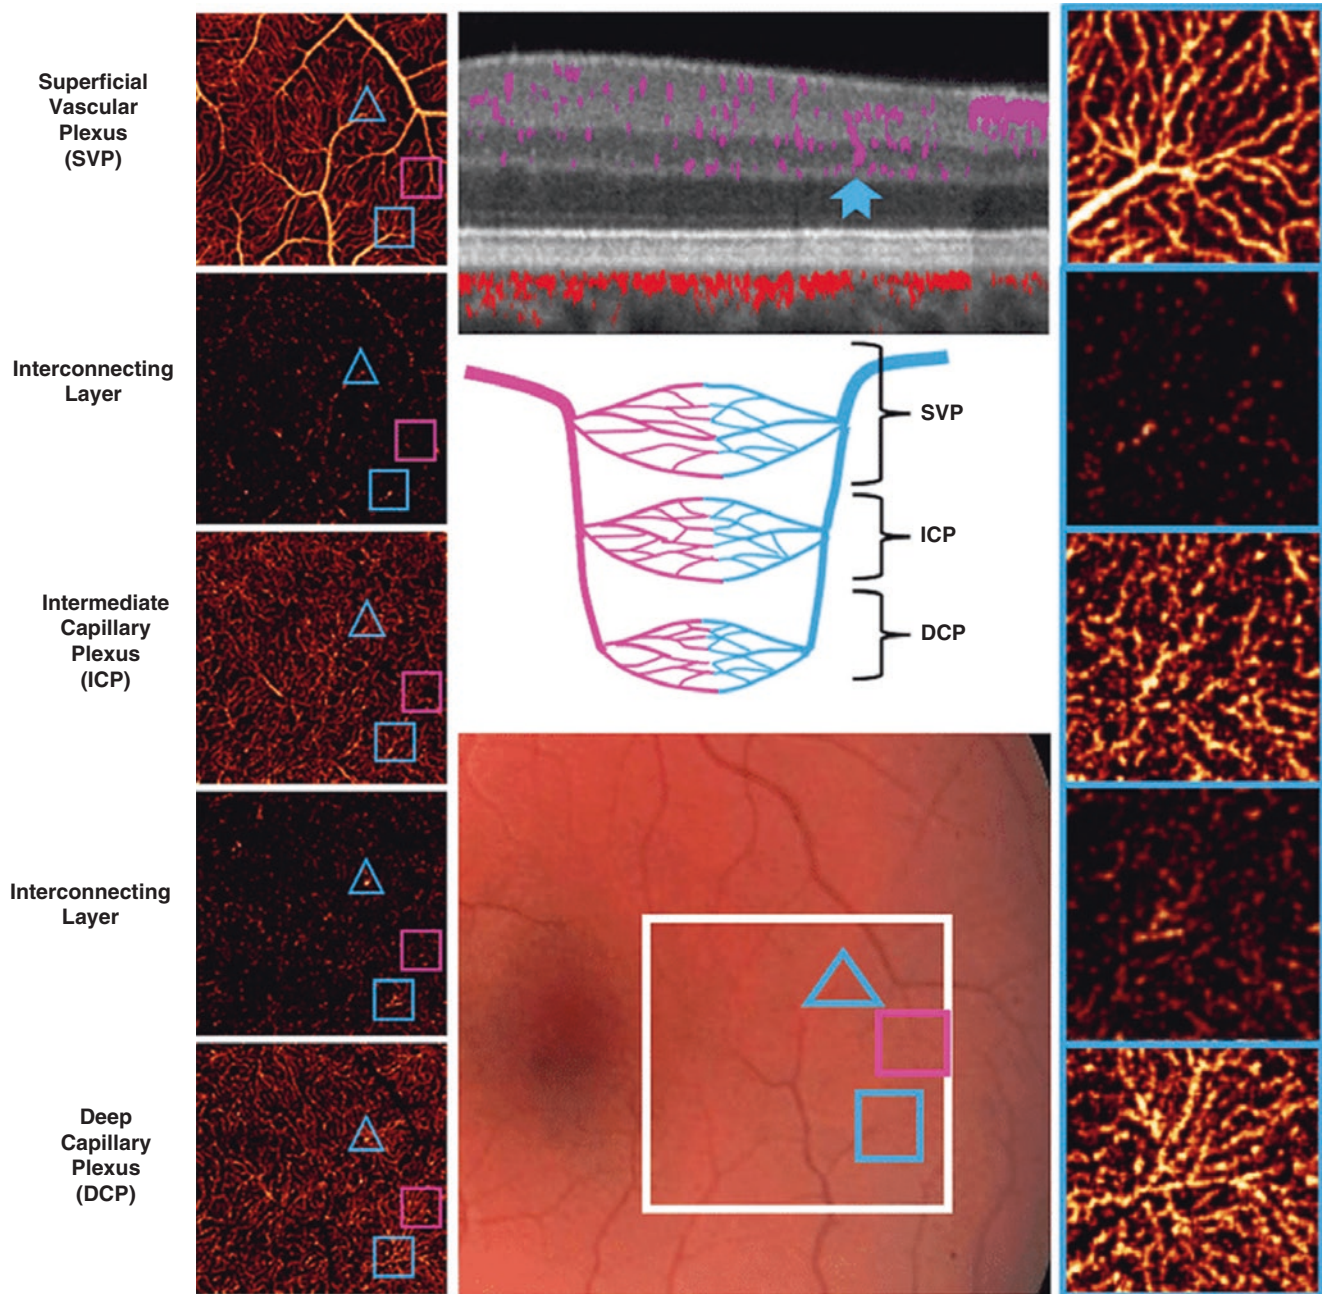 Superficial
Vascular
Plexus
(SVP)
Interconnecting
Layer
Intermediate
Capillary
Plexus
(ICP)
Interconnecting
Layer
Deep
Capillary
Plexus
(DCP)
SVP
ICP
DCP